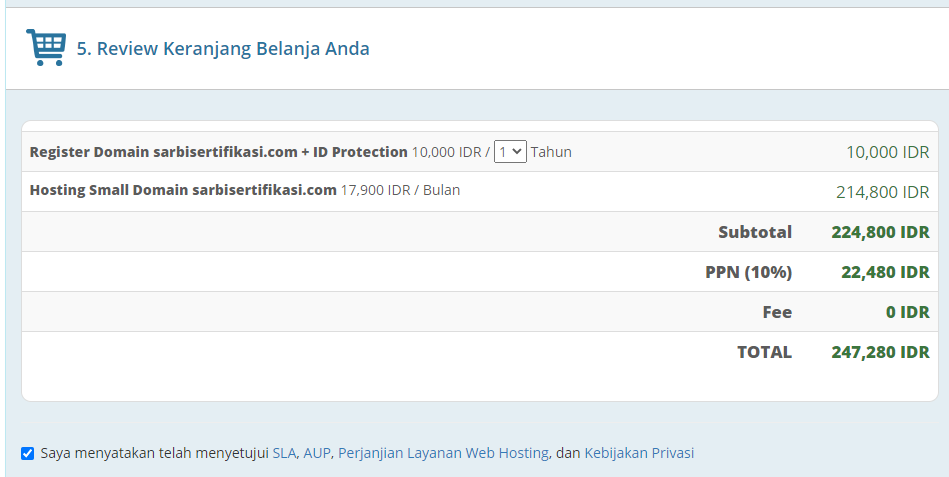 5. Review Keranjang Belanja Anda
Register Domain sarbisertifikasi.com + ID Protection 10,000 IDR / 1 Tahun 10,000 IDR
Hosting Small Domain sarbisertifikasi.com 17,900 IDR / Bulan 214,800 IDR
Subtotal 224,800 IDR
PPN (10%) 22,480 IDR
Fee 0 IDR
TOTAL 247,280 IDR
Saya menyatakan telah menyetujui SLA, AUP, Perjanjian Layanan Web Hosting, dan Kebijakan Privasi